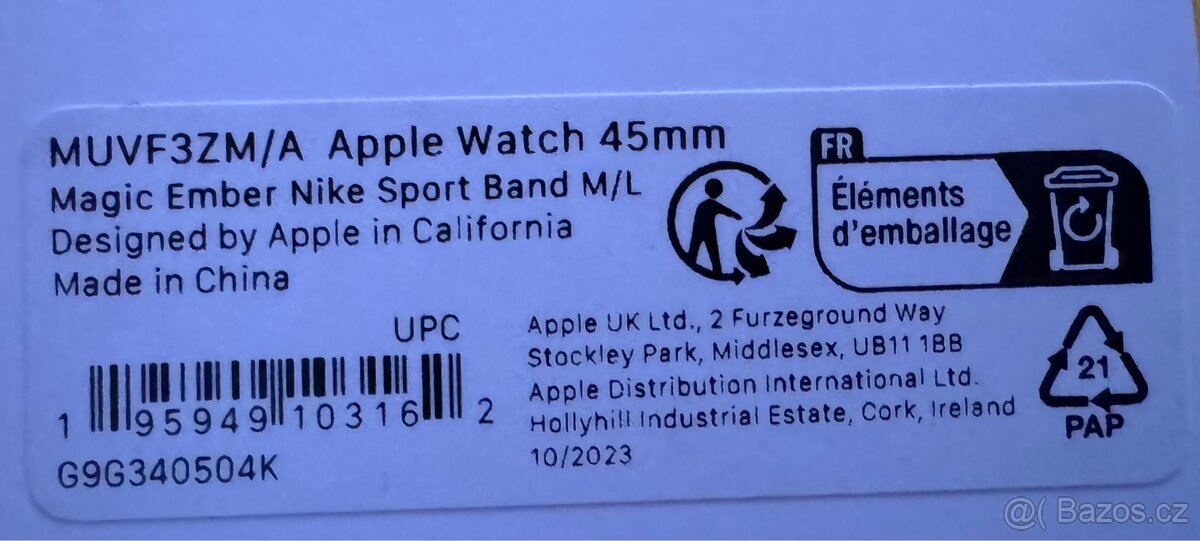 MUVF3ZM/A Apple Watch 45mm
Magic Ember Nike Sport Band M/L
Designed by Apple in California
Made in China
FR
Éléments
d'emballage
UPC
1 95949 10316 2
G9G340504K
Apple UK Ltd., 2 Furzeground Way
Stockley Park, Middlesex, UB11 1BB
Apple Distribution International Ltd.
Hollyhill Industrial Estate, Cork, Ireland
10/2023
21
PAP
@( Bazos.cz